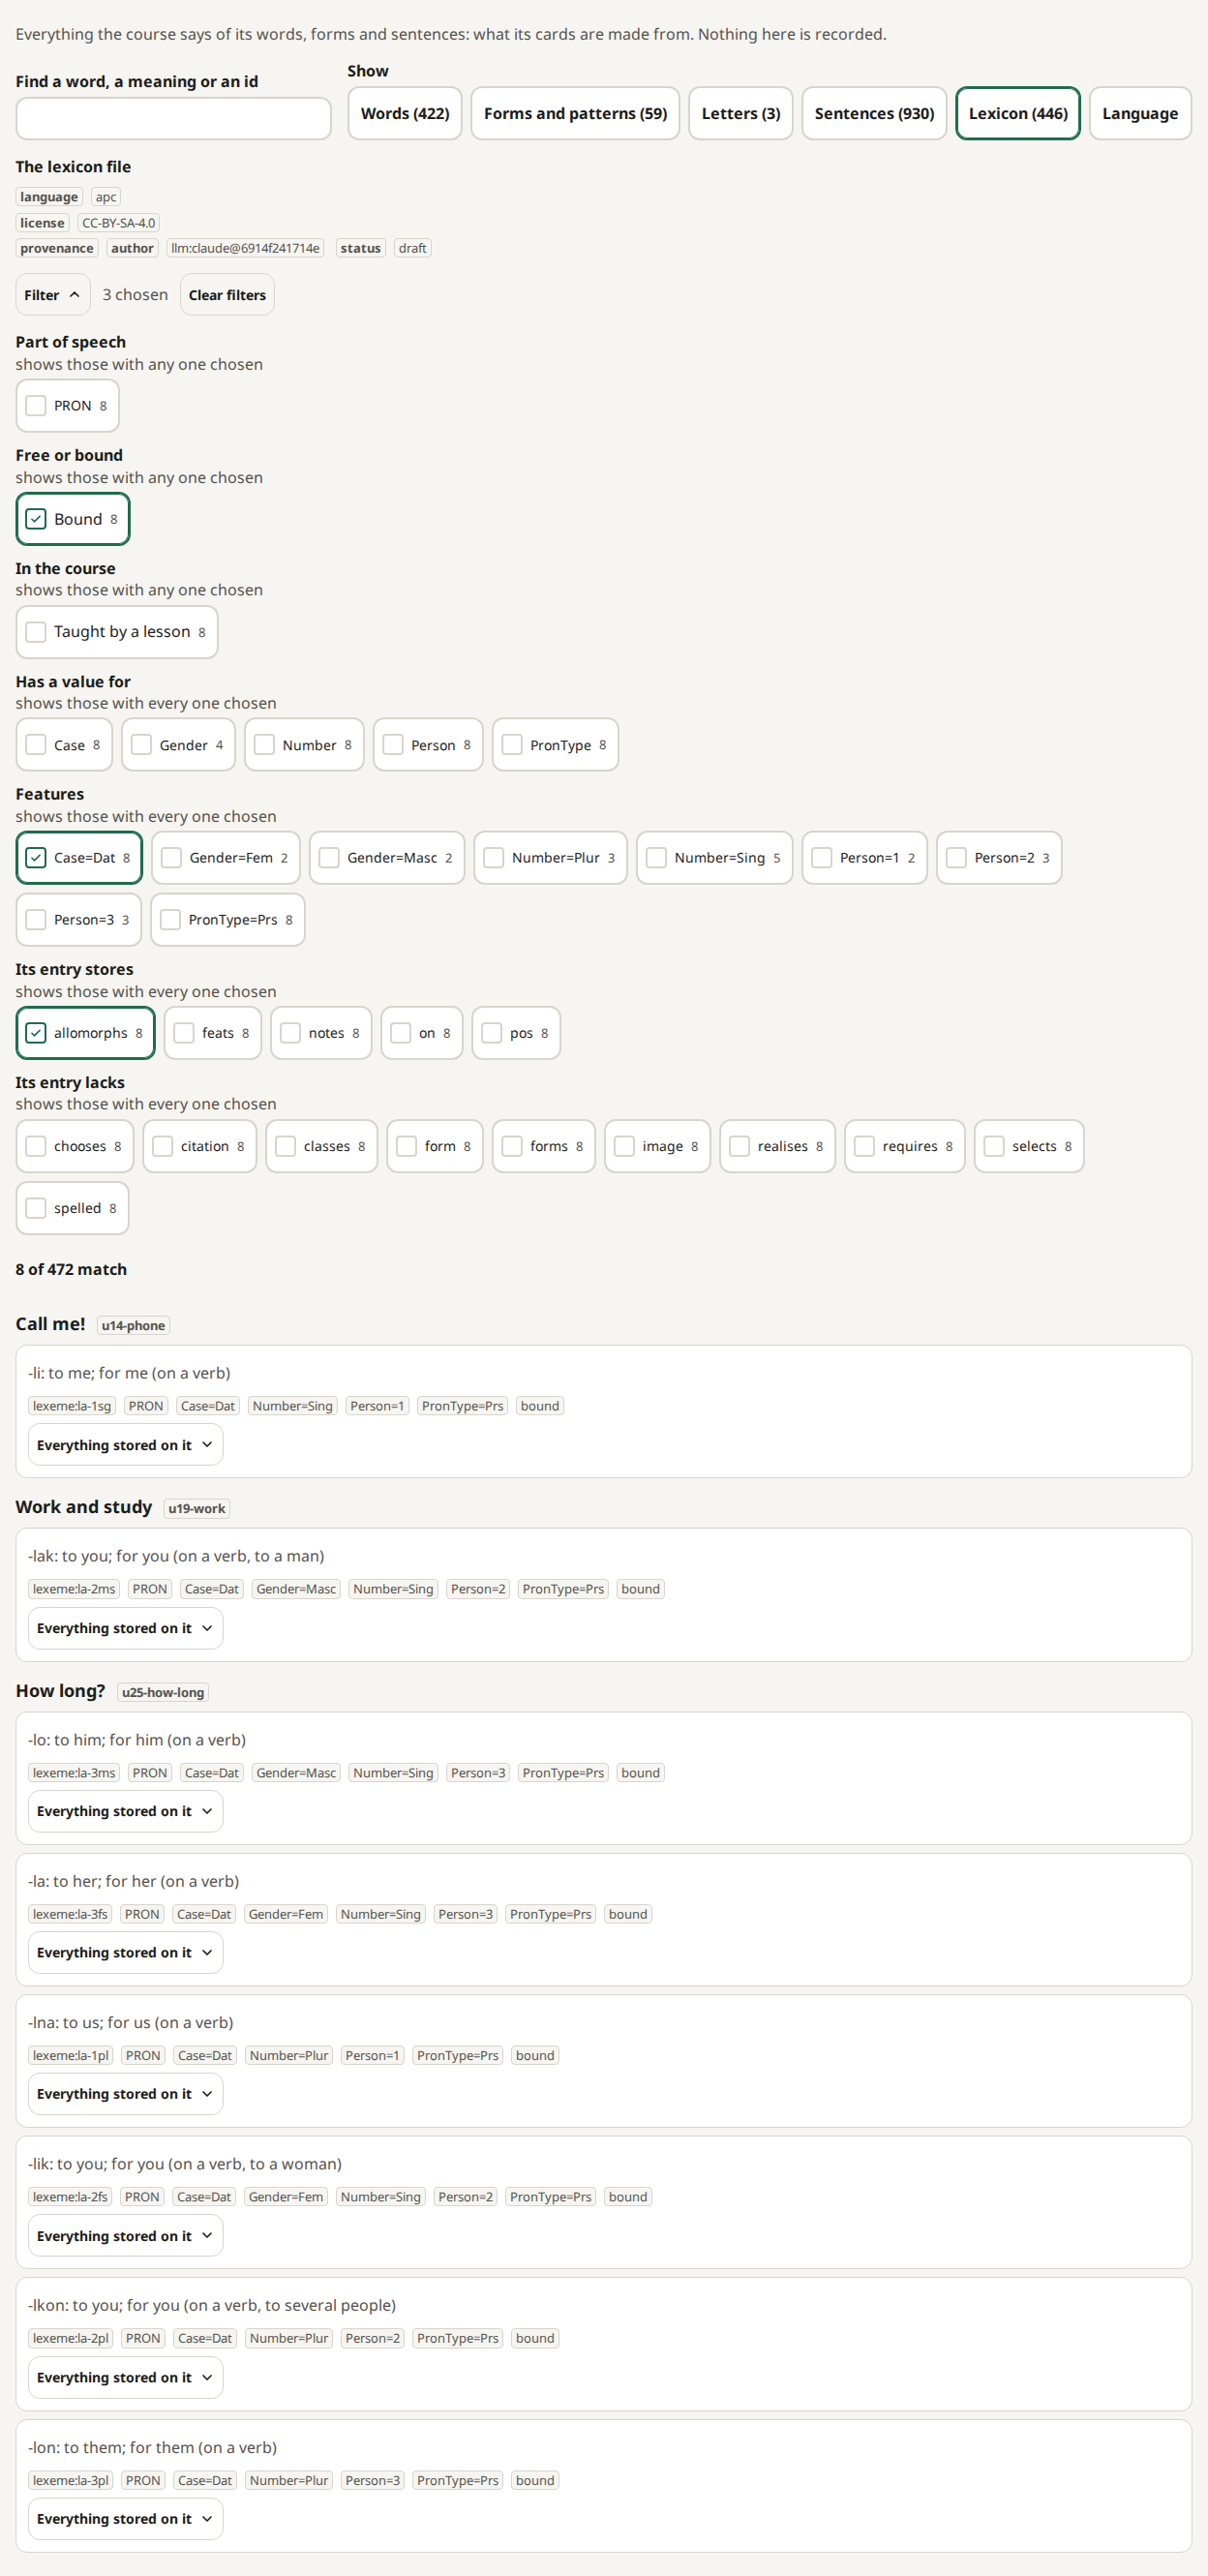 Everything the course says of its words, forms and sentences: what its cards are made from. Nothing here is recorded.
Find a word, a meaning or an id
Show
Words (422) Forms and patterns (59) Letters (3) Sentences (930) Lexicon (446) Language
The lexicon file
language apc
license CC-BY-SA-4.0
provenance author llm:claude@6914f241714e status draft
Filter 3 chosen Clear filters
Part of speech
shows those with any one chosen
PRON 8
Free or bound
shows those with any one chosen
Bound 8
In the course
shows those with any one chosen
Taught by a lesson 8
Has a value for
shows those with every one chosen
Case 8 Gender 4 Number 8 Person 8 PronType 8
Features
shows those with every one chosen
Case=Dat 8 Gender=Fem 2 Gender=Masc 2 Number=Plur 3 Number=Sing 5 Person=1 2 Person=2 3
Person=3 3 PronType=Prs 8
Its entry stores
shows those with every one chosen
allomorphs 8 feats 8 notes 8 on 8 pos 8
Its entry lacks
shows those with every one chosen
chooses 8 citation 8 classes 8 form 8 forms 8 image 8 realises 8 requires 8 selects 8
spelled 8
8 of 472 match
Call me! u14-phone
-li: to me; for me (on a verb)
lexeme:la-1sg PRON Case=Dat Number=Sing Person=1 PronType=Prs bound
Everything stored on it
Work and study u19-work
-lak: to you; for you (on a verb, to a man)
lexeme:la-2ms PRON Case=Dat Gender=Masc Number=Sing Person=2 PronType=Prs bound
Everything stored on it
How long? u25-how-long
-lo: to him; for him (on a verb)
lexeme:la-3ms PRON Case=Dat Gender=Masc Number=Sing Person=3 PronType=Prs bound
Everything stored on it
-la: to her; for her (on a verb)
lexeme:la-3fs PRON Case=Dat Gender=Fem Number=Sing Person=3 PronType=Prs bound
Everything stored on it
-lna: to us; for us (on a verb)
lexeme:la-1pl PRON Case=Dat Number=Plur Person=1 PronType=Prs bound
Everything stored on it
-lik: to you; for you (on a verb, to a woman)
lexeme:la-2fs PRON Case=Dat Gender=Fem Number=Sing Person=2 PronType=Prs bound
Everything stored on it
-lkon: to you; for you (on a verb, to several people)
lexeme:la-2pl PRON Case=Dat Number=Plur Person=2 PronType=Prs bound
Everything stored on it
-lon: to them; for them (on a verb)
lexeme:la-3pl PRON Case=Dat Number=Plur Person=3 PronType=Prs bound
Everything stored on it